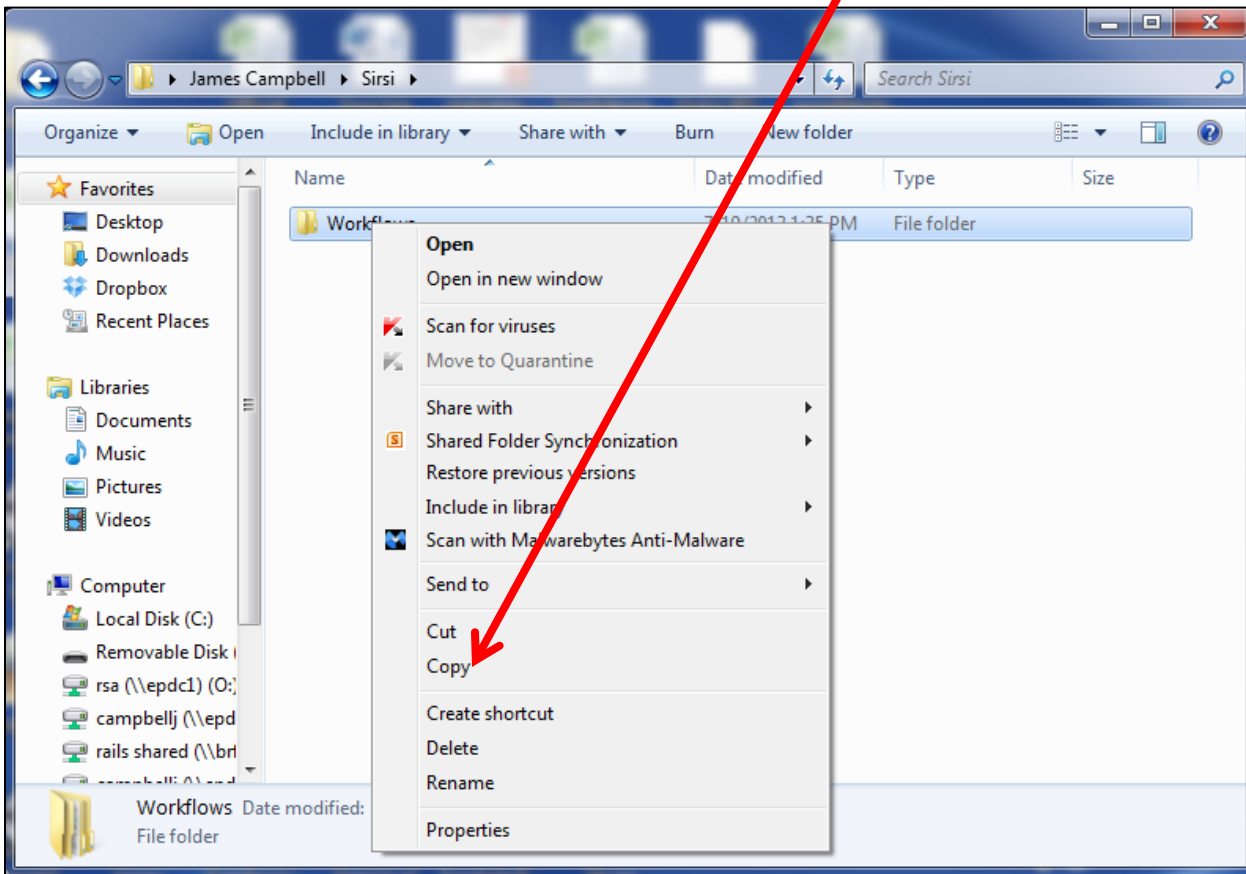 James Campbell Sirsi
Search Sirsi
Organize Open Include in library Share with Burn New folder
Name Date modified Type Size
Favorites
Desktop
Downloads
Dropbox
Recent Places
Libraries
Documents
Music
Pictures
Videos
Computer
Local Disk (C:)
Removable Disk
rsa (\\epdc1) (O:)
campbellj (\\epd
rails shared (\\brl
Workflows 1:25 PM File folder
Open
Open in new window
Scan for viruses
Move to Quarantine
Share with
Shared Folder Synchronization
Restore previous versions
Include in library
Scan with Malwarebytes Anti-Malware
Send to
Cut
Copy
Create shortcut
Delete
Rename
Properties
Workflows Date modified:
File folder